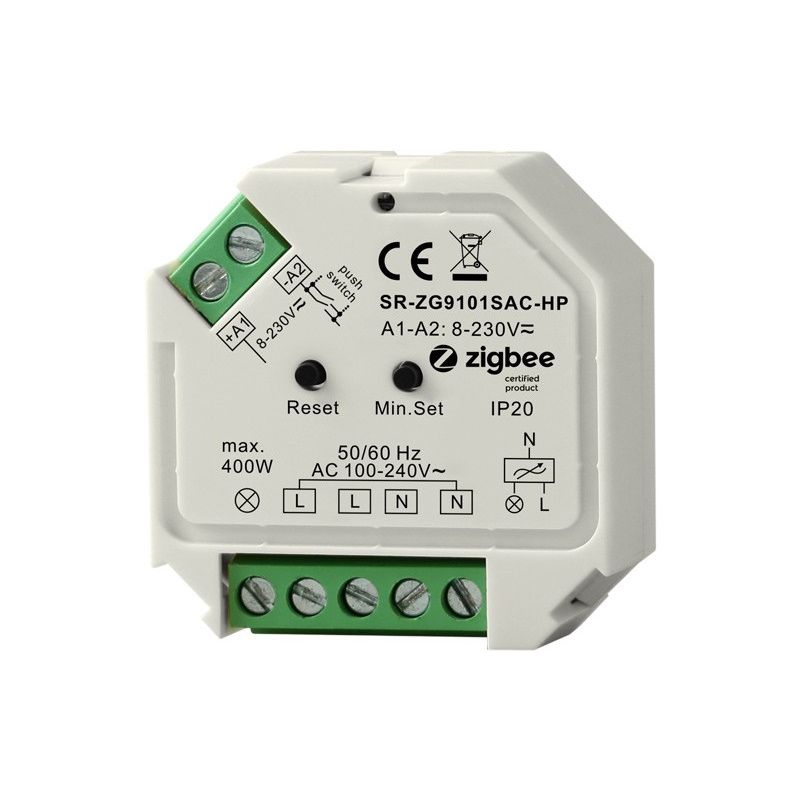 CE
SR-ZG9101SAC-HP
A1-A2: 8-230V⎓
zigbee
certified
product
-A2
push
switch
+A1
8-230V
Reset
Min.Set
IP20
max.
400W
50/60 Hz
AC 100-240V~
L L N N
N
L